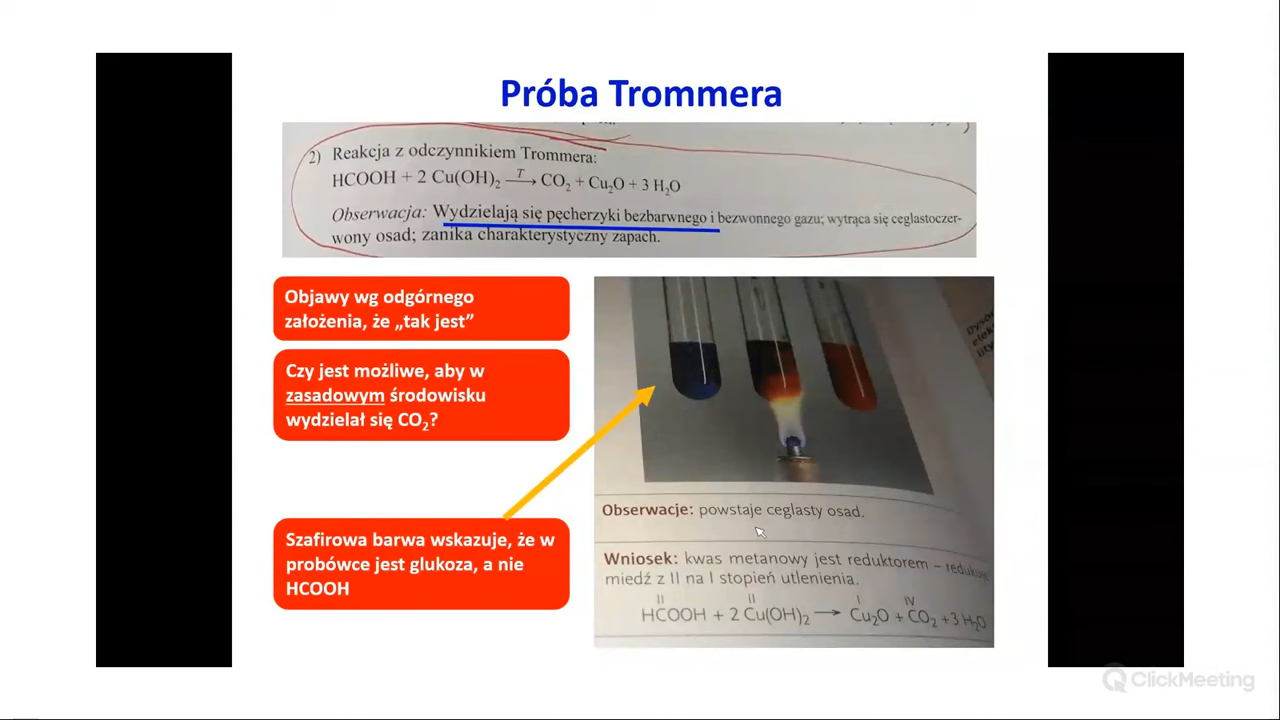 Próba Trommera
2) Reakcja z odczynnikiem Trommera:
HCOOH + 2 Cu(OH)₂ —T→ CO₂ + Cu₂O + 3 H₂O
Obserwacja: Wydzielają się pęcherzyki bezbarwnego i bezwonnego gazu; wytrąca się ceglastoczer-
wony osad; zanika charakterystyczny zapach.
Objawy wg odgórnego
założenia, że „tak jest”
Czy jest możliwe, aby w
zasadowym środowisku
wydzielał się CO₂?
Szafirowa barwa wskazuje, że w
probówce jest glukoza, a nie
HCOOH
Obserwacje: powstaje ceglasty osad.
Wniosek: kwas metanowy jest reduktorem –
miedź z II na I stopień utlenienia.
II II I IV
HCOOH + 2 Cu(OH)₂ → Cu₂O + CO₂ + 3 H₂O
ClickMeeting